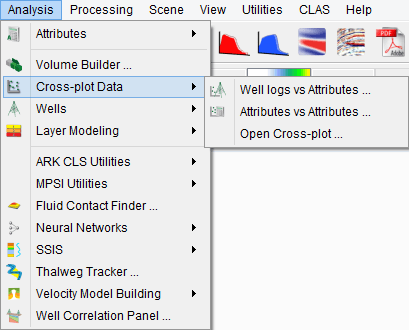 Analysis Processing Scene View Utilities CLAS Help
Attributes
Volume Builder ...
Cross-plot Data
Well logs vs Attributes ...
Wells
Attributes vs Attributes ...
Layer Modeling
Open Cross-plot ...
ARK CLS Utilities
MPSI Utilities
Fluid Contact Finder ...
Neural Networks
SSIS
Thalweg Tracker ...
Velocity Model Building
Well Correlation Panel ...
PDF